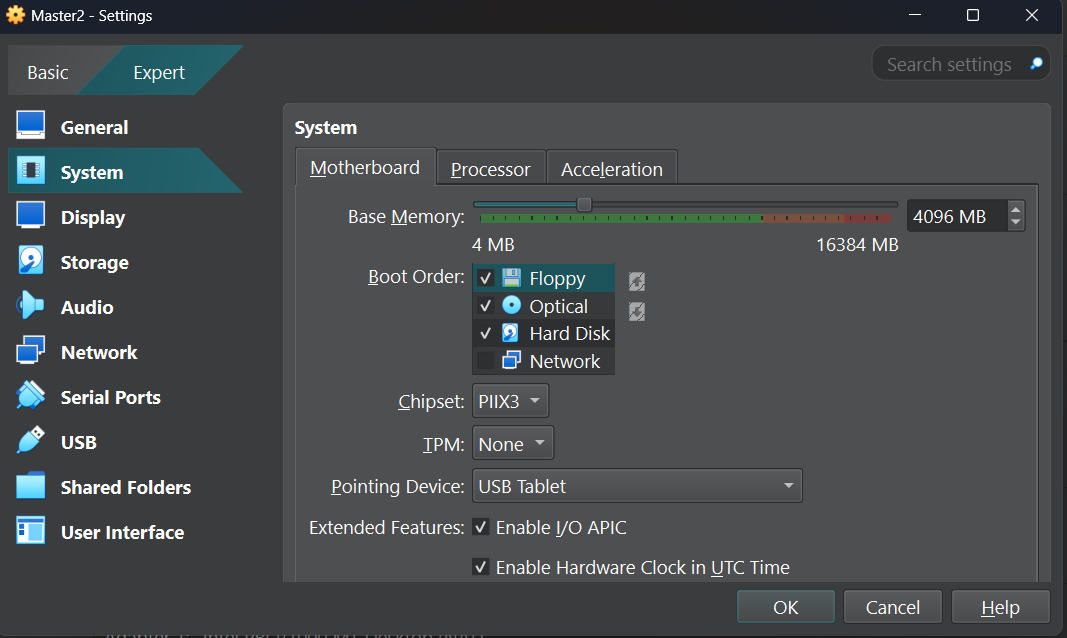 Master2 - Settings
Basic
Expert
Search settings
General
System
Display
Storage
Audio
Network
Serial Ports
USB
Shared Folders
User Interface
System
Motherboard
Processor
Acceleration
Base Memory:
4096 MB
4 MB
16384 MB
Boot Order:
Floppy
Optical
Hard Disk
Network
Chipset:
PIIX3
TPM:
None
Pointing Device:
USB Tablet
Extended Features:
Enable I/O APIC
Enable Hardware Clock in UTC Time
OK
Cancel
Help